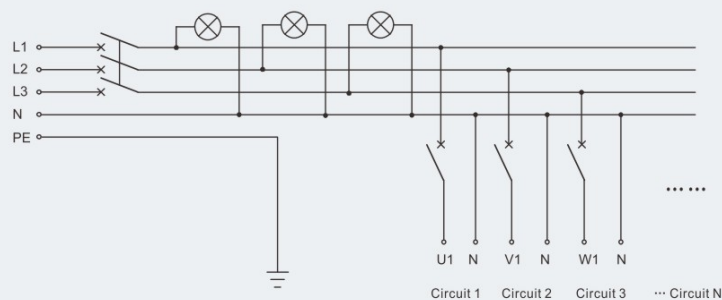 L1
L2
L3
N
PE
U1 N V1 N W1 N
Circuit 1 Circuit 2 Circuit 3 ··· Circuit N